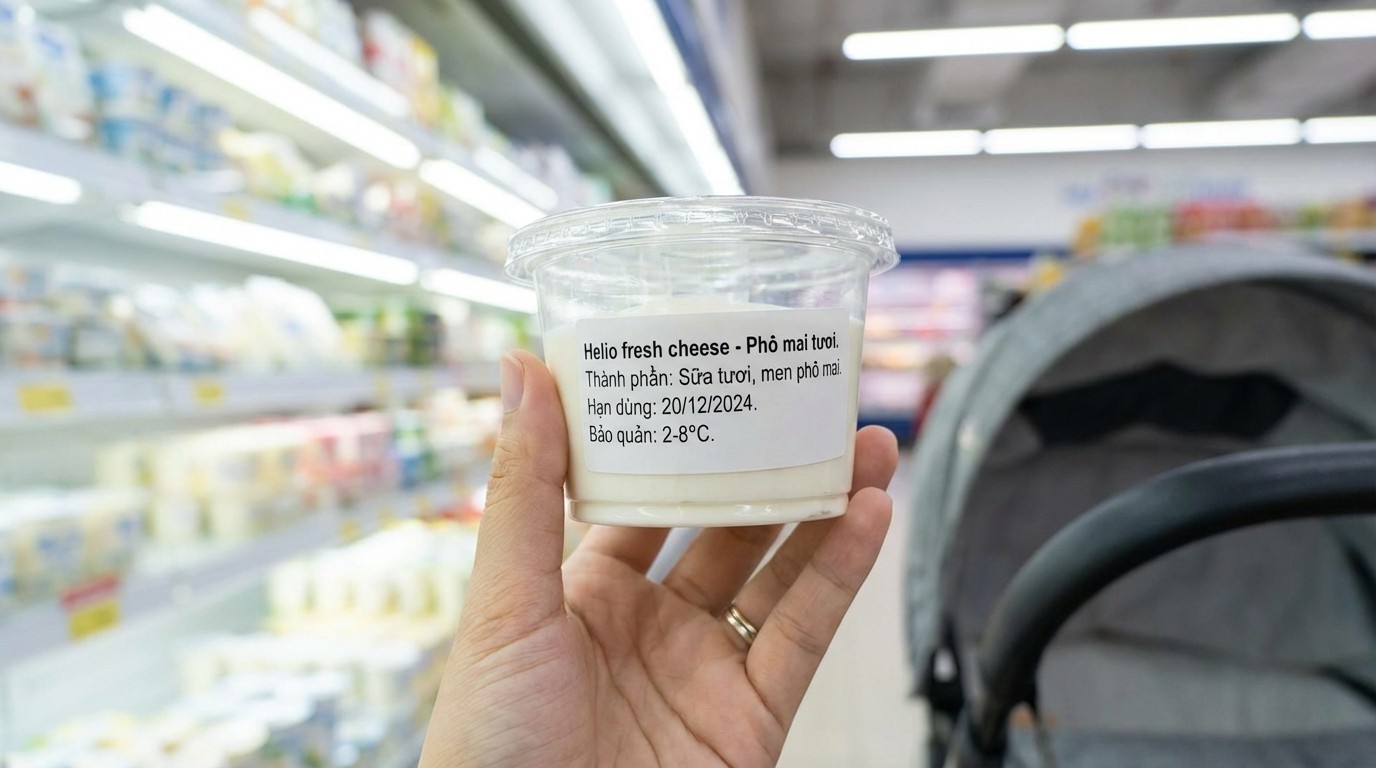 Helio fresh cheese - Phô mai tươi.
Thành phần: Sữa tươi, men phô mai.
Hạn dùng: 20/12/2024.
Bảo quản: 2-8°C.